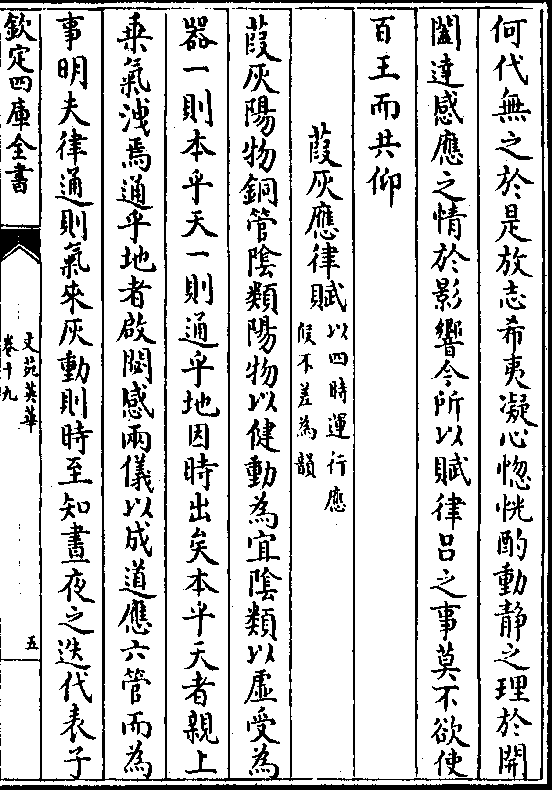 何代無之於是放志希夷凝心惚恍酌動靜之理於開
闔達感應之情於影響今所以賦律呂之事莫不欲使
百王而共仰
葭灰應律賦以四時運行應
候不差為韻
葭灰陽物銅管陰類陽物以健動為宜陰類以虛受為
器一則本乎天一則通乎地因時出矣本乎天者親上
乗氣洩焉通乎地者啟閟感兩儀以成道應六管而為
事明夫律通則氣來灰動則時至知晝夜之迭代表子
欽定四庫全書
文苑英華
卷十九
五